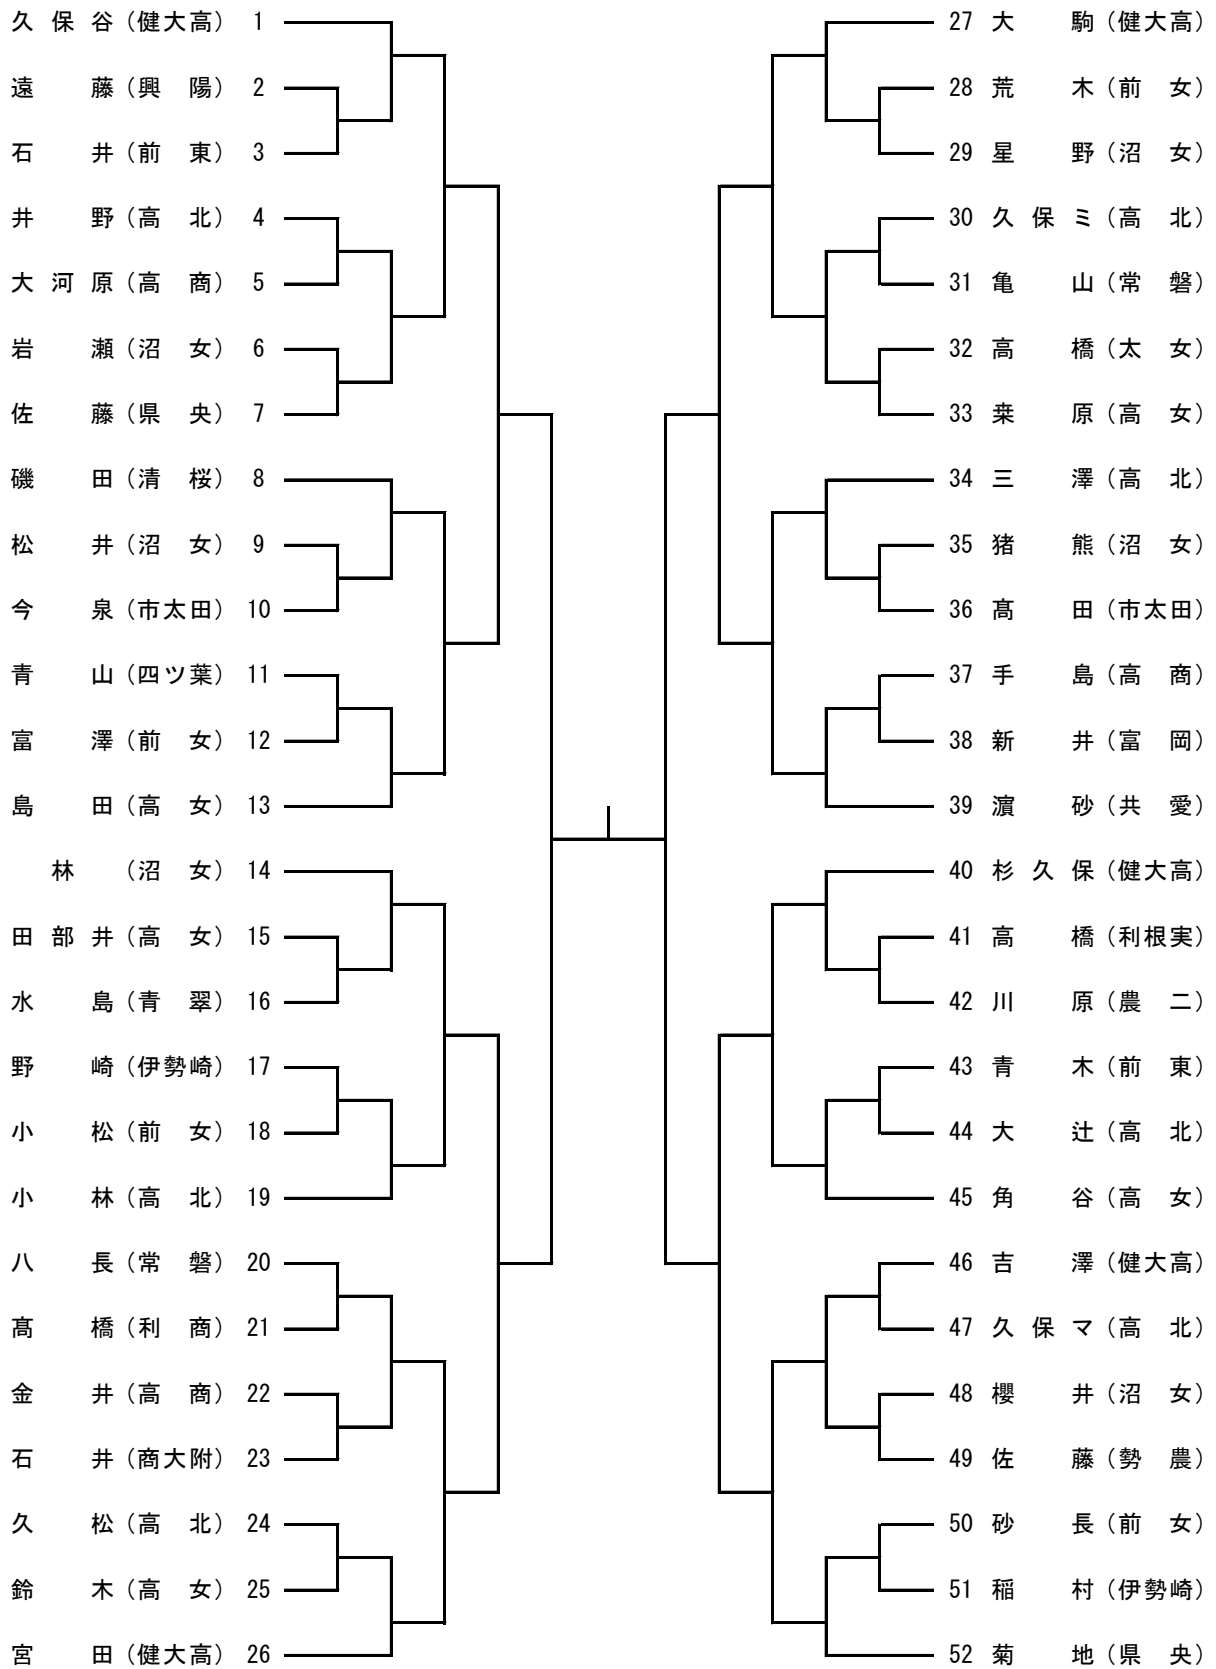 久保谷（健大高） 1
遠藤（興陽） 2
石井（前東） 3
井野（高北） 4
大河原（高商） 5
岩瀬（沼女） 6
佐藤（県央） 7
磯田（清桜） 8
松井（沼女） 9
今泉（市太田） 10
青山（四ツ葉） 11
富澤（前女） 12
島田（高女） 13
林（沼女） 14
田部井（高女） 15
水島（青翠） 16
野崎（伊勢崎） 17
小松（前女） 18
小林（高北） 19
八長（常磐） 20
髙橋（利商） 21
金井（高商） 22
石井（商大附） 23
久松（高北） 24
鈴木（高女） 25
宮田（健大高） 26
27 大駒（健大高）
28 荒木（前女）
29 星野（沼女）
30 久保ミ（高北）
31 亀山（常磐）
32 高橋（太女）
33 桒原（高女）
34 三澤（高北）
35 猪熊（沼女）
36 髙田（市太田）
37 手島（高商）
38 新井（富岡）
39 濵砂（共愛）
40 杉久保（健大高）
41 高橋（利根実）
42 川原（農二）
43 青木（前東）
44 大辻（高北）
45 角谷（高女）
46 吉澤（健大高）
47 久保マ（高北）
48 櫻井（沼女）
49 佐藤（勢農）
50 砂長（前女）
51 稲村（伊勢崎）
52 菊地（県央）